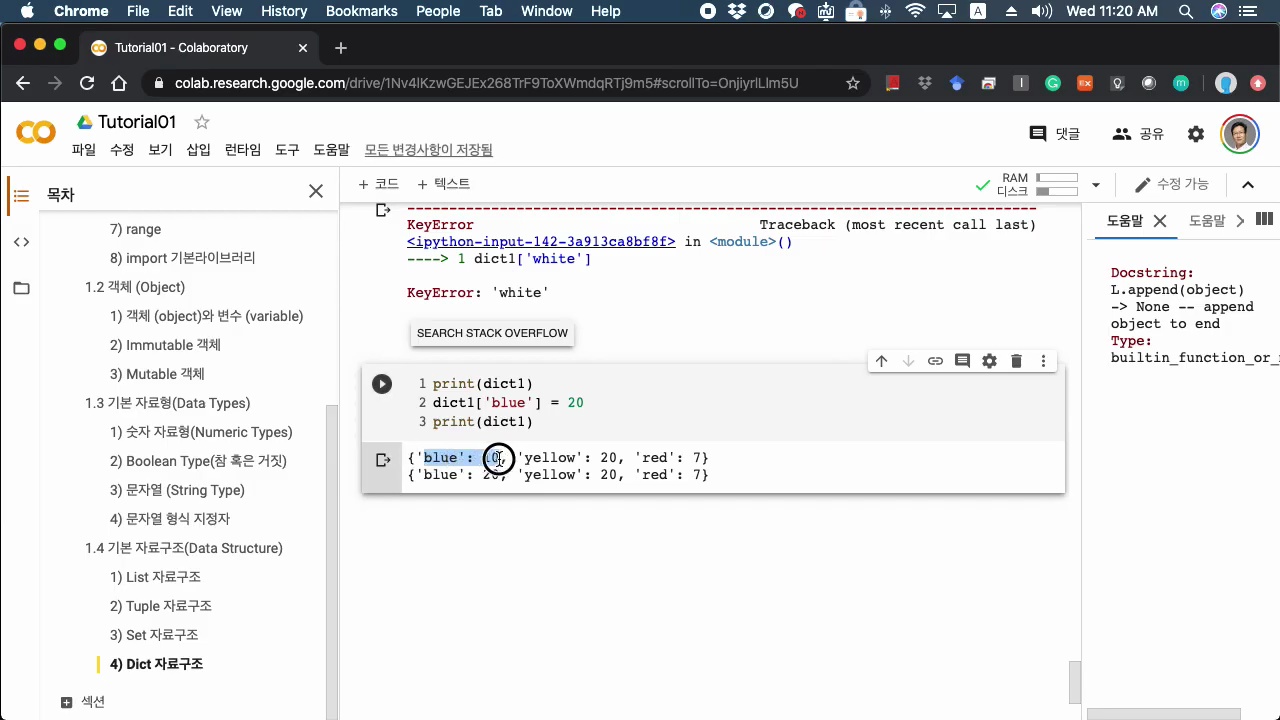 Chrome File Edit View History Bookmarks People Tab Window Help Wed 11:20 AM
Tutorial01 - Colaboratory
colab.research.google.com/drive/1Nv4lKzwGEJEx268TrF9ToXWmdqRTj9m5#scrollTo=OnjiyrlLlm5U
Tutorial01
댓글 공유
파일 수정 보기 삽입 런타임 도구 도움말 모든 변경사항이 저장됨
목차
+ 코드 + 텍스트
RAM
디스크
수정 가능
7) range
8) import 기본라이브러리
1.2 객체 (Object)
1) 객체 (object)와 변수 (variable)
2) Immutable 객체
3) Mutable 객체
1.3 기본 자료형(Data Types)
1) 숫자 자료형(Numeric Types)
2) Boolean Type(참 혹은 거짓)
3) 문자열 (String Type)
4) 문자열 형식 지정자
1.4 기본 자료구조(Data Structure)
1) List 자료구조
2) Tuple 자료구조
3) Set 자료구조
4) Dict 자료구조
섹션
KeyError Traceback (most recent call last)
<ipython-input-142-3a913ca8bf8f> in <module>()
----> 1 dict1['white']
KeyError: 'white'
SEARCH STACK OVERFLOW
1 print(dict1)
2 dict1['blue'] = 20
3 print(dict1)
{'blue': 10, 'yellow': 20, 'red': 7}
{'blue': 20, 'yellow': 20, 'red': 7}
도움말 도움말
Docstring:
L.append(object)
-> None -- append
object to end
Type:
builtin_function_or_